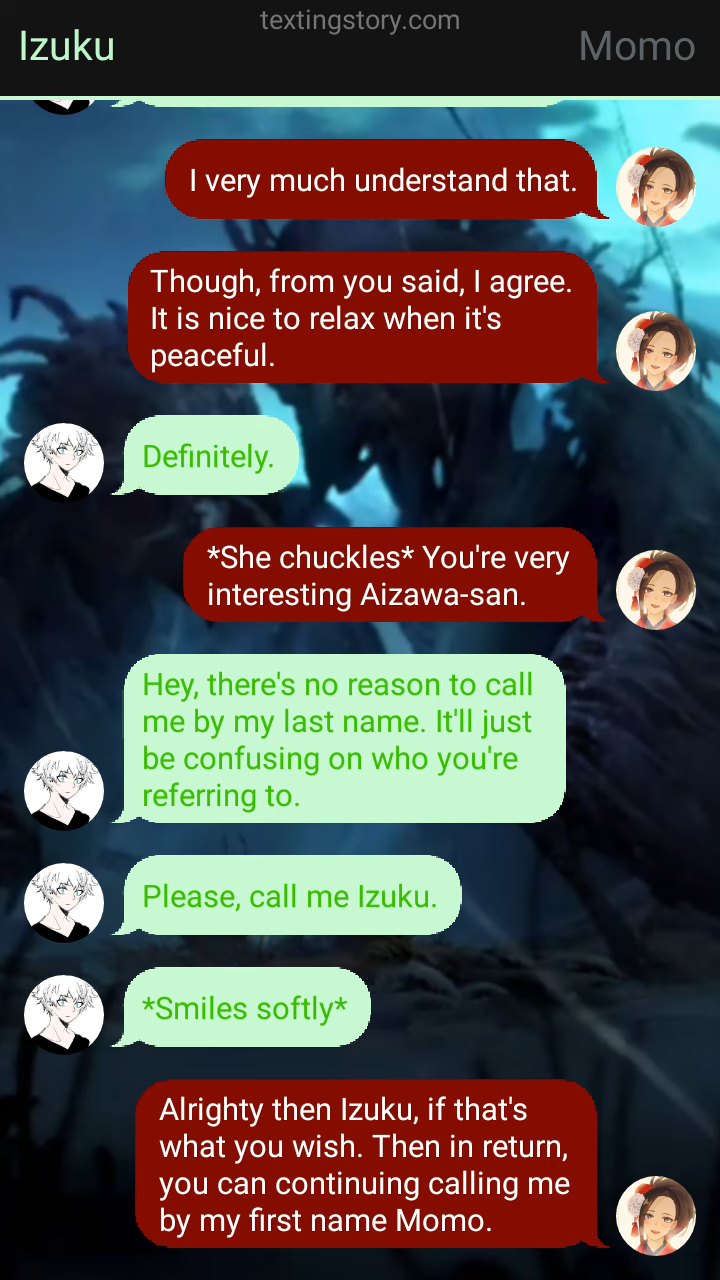 textingstory.com
Izuku
Momo
I very much understand that.
Though, from you said, I agree.
It is nice to relax when it's
peaceful.
Definitely.
*She chuckles* You're very
interesting Aizawa-san.
Hey, there's no reason to call
me by my last name. It'll just
be confusing on who you're
referring to.
Please, call me Izuku.
*Smiles softly*
Alrighty then Izuku, if that's
what you wish. Then in return,
you can continuing calling me
by my first name Momo.